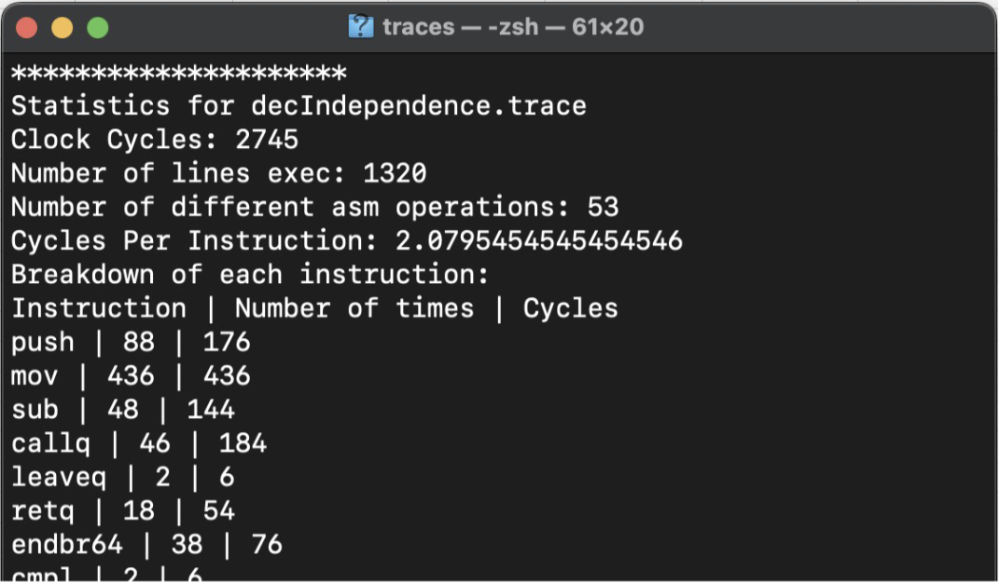 traces — -zsh — 61×20
*********************
Statistics for decIndependence.trace
Clock Cycles: 2745
Number of lines exec: 1320
Number of different asm operations: 53
Cycles Per Instruction: 2.0795454545454546
Breakdown of each instruction:
Instruction | Number of times | Cycles
push | 88 | 176
mov | 436 | 436
sub | 48 | 144
callq | 46 | 184
leaveq | 2 | 6
retq | 18 | 54
endbr64 | 38 | 76
cmpl | 2 | 6